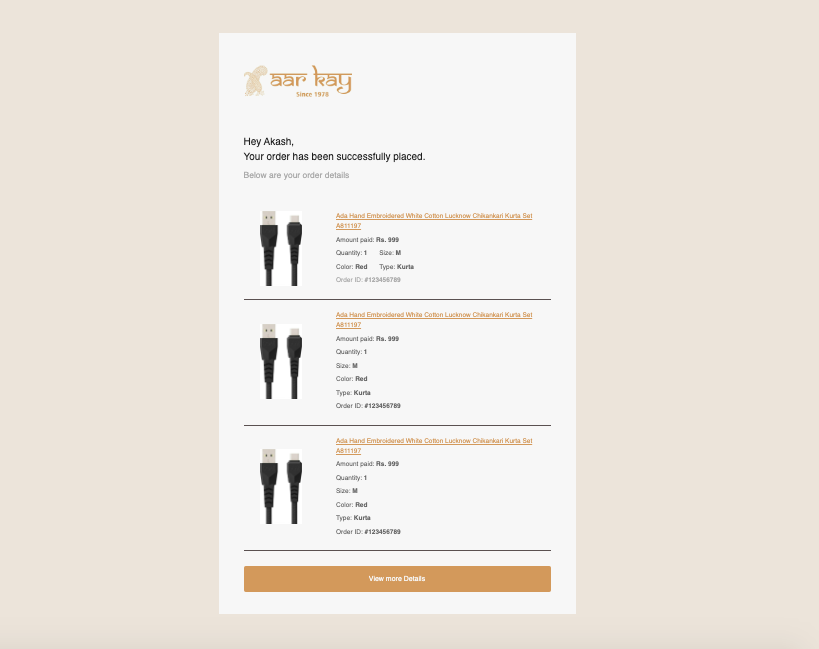 aar kay
Since 1978
Hey Akash,
Your order has been successfully placed.
Below are your order details
Ada Hand Embroidered White Cotton Lucknow Chikankari Kurta Set
A811197
Amount paid: Rs. 999
Quantity: 1 Size: M
Color: Red Type: Kurta
Order ID: #123456789
Ada Hand Embroidered White Cotton Lucknow Chikankari Kurta Set
A811197
Amount paid: Rs. 999
Quantity: 1
Size: M
Color: Red
Type: Kurta
Order ID: #123456789
Ada Hand Embroidered White Cotton Lucknow Chikankari Kurta Set
A811197
Amount paid: Rs. 999
Quantity: 1
Size: M
Color: Red
Type: Kurta
Order ID: #123456789
View more Details